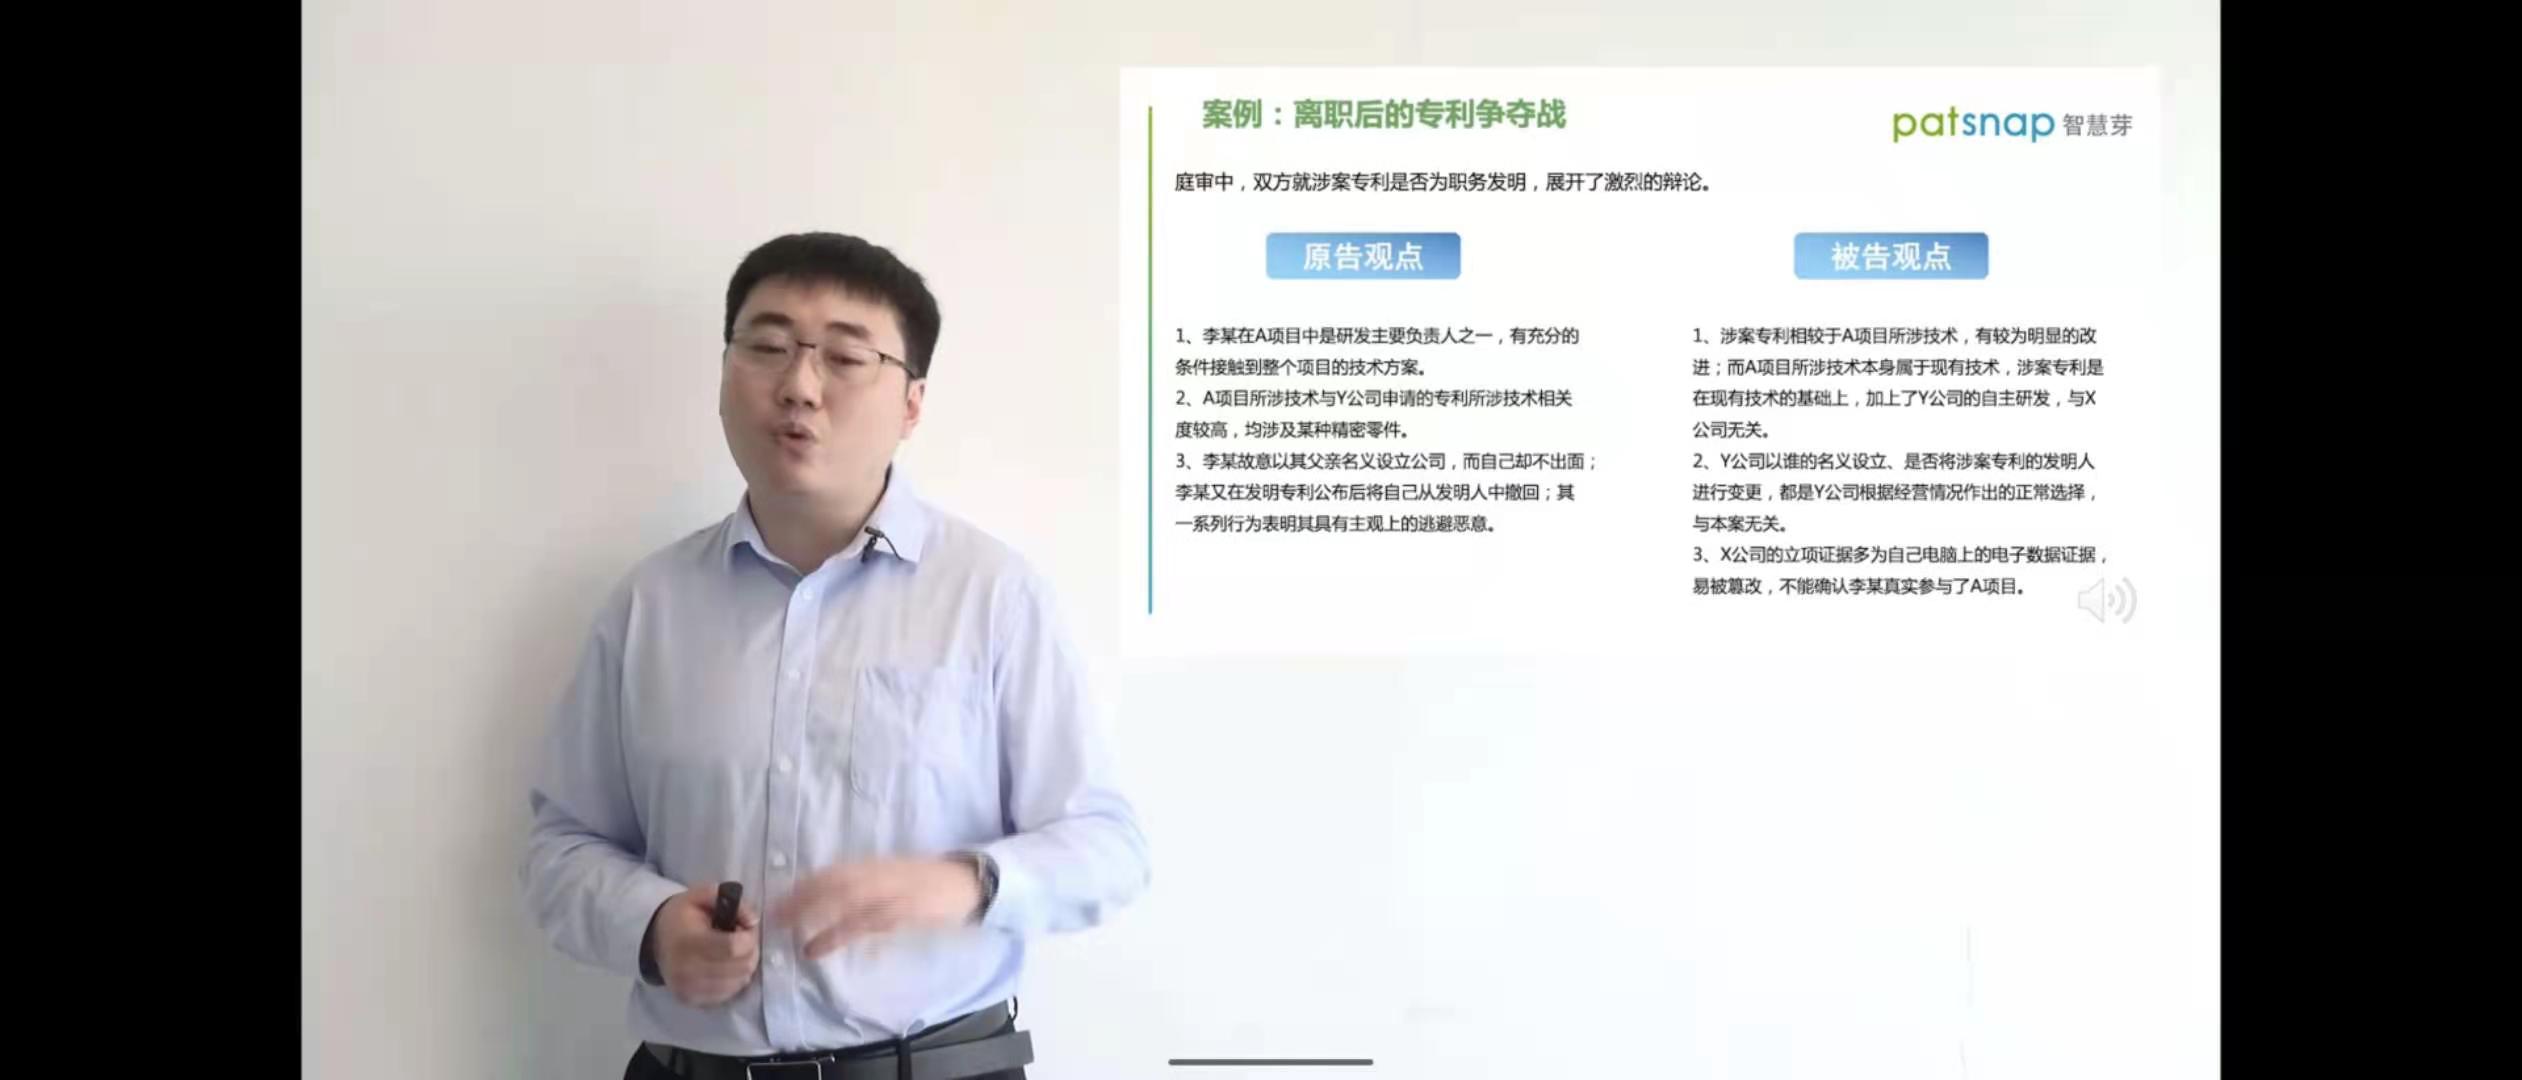 案例：离职后的专利争夺战
patsnap 智慧芽
庭审中，双方就涉案专利是否为职务发明，展开了激烈的辩论。
原告观点
1、李某在A项目中是研发主要负责人之一，有充分的
条件接触到整个项目的技术方案。
2、A项目所涉技术与Y公司申请的专利所涉技术相关
度较高，均涉及某种精密零件。
3、李某故意以其父亲名义设立公司，而自己却不出面；
李某又在发明专利公布后将自己从发明人中撤回；其
一系列行为表明其具有主观上的逃避恶意。
被告观点
1、涉案专利相较于A项目所涉技术，有较为明显的改
进；而A项目所涉技术本身属于现有技术，涉案专利是
在现有技术的基础上，加上了Y公司的自主研发，与X
公司无关。
2、Y公司以谁的名义设立、是否将涉案专利的发明人
进行变更，都是Y公司根据经营情况作出的正常选择，
与本案无关。
3、X公司的立项证据多为自己电脑上的电子数据证据，
易被篡改，不能确认李某真实参与了A项目。